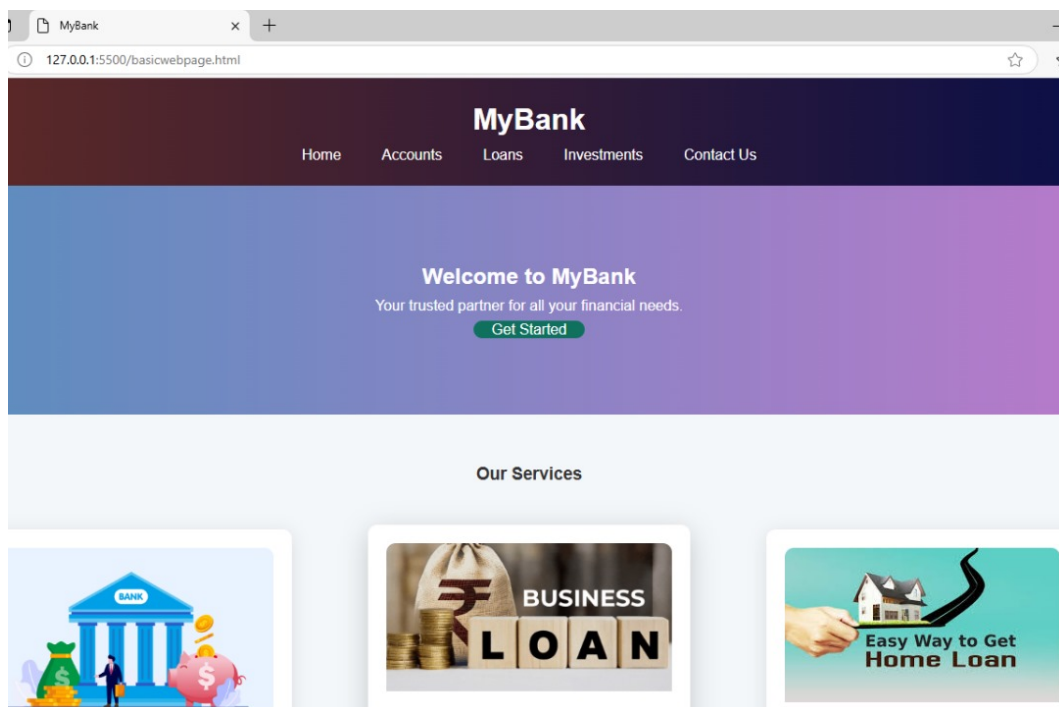 MyBank
127.0.0.1:5500/basicwebpage.html
MyBank
Home Accounts Loans Investments Contact Us
Welcome to MyBank
Your trusted partner for all your financial needs.
Get Started
Our Services
BANK
$ $
BUSINESS
LOAN
Easy Way to Get
Home Loan